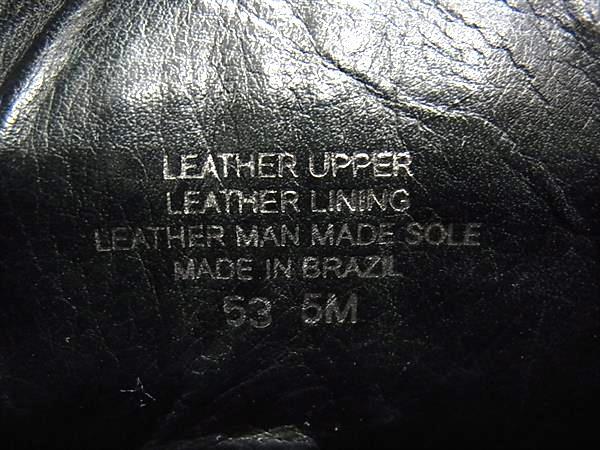 LEATHER UPPER
LEATHER LINING
LEATHER MAN MADE SOLE
MADE IN BRAZIL
53 5M